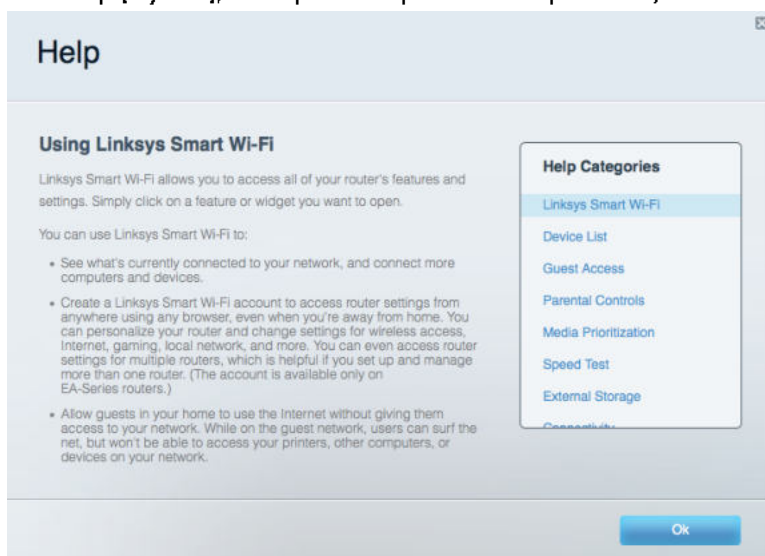 Help
Using Linksys Smart Wi-Fi
Linksys Smart Wi-Fi allows you to access all of your router's features and
settings. Simply click on a feature or widget you want to open.
You can use Linksys Smart Wi-Fi to:
• See what's currently connected to your network, and connect more
computers and devices.
• Create a Linksys Smart Wi-Fi account to access router settings from
anywhere using any browser, even when you're away from home. You
can personalize your router and change settings for wireless access,
Internet, gaming, local network, and more. You can even access router
settings for multiple routers, which is helpful if you set up and manage
more than one router. (The account is available only on
EA-Series routers.)
• Allow guests in your home to use the Internet without giving them
access to your network. While on the guest network, users can surf the
net, but won't be able to access your printers, other computers, or
devices on your network.
Help Categories
Linksys Smart Wi-Fi
Device List
Guest Access
Parental Controls
Media Prioritization
Speed Test
External Storage
Connectivity
Ok